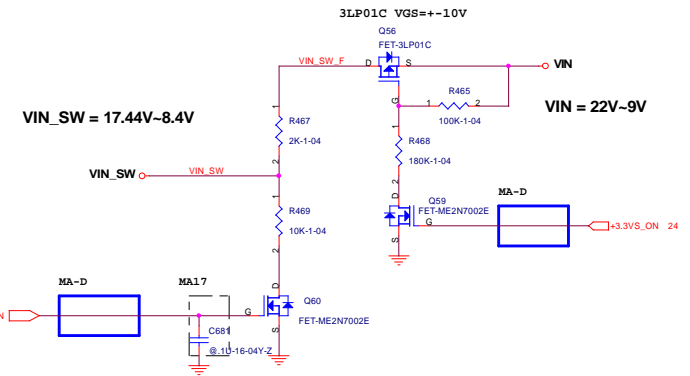 3LP01C VGS=+-10V
Q56
FET-3LP01C
VIN_SW_F
D
S
VIN
G
R465
1
2
100K-1-04
VIN_SW = 17.44V~8.4V
VIN = 22V~9V
1
R467
2K-1-04
2
1
R468
180K-1-04
2
VIN_SW
VIN_SW
D
Q59
FET-ME2N7002E
G
S
MA-D
+3.3VS_ON 24
1
R469
10K-1-04
2
MA-D
MA17
D
Q60
G
S
FET-ME2N7002E
N
C681
@.1U-16-04Y-Z